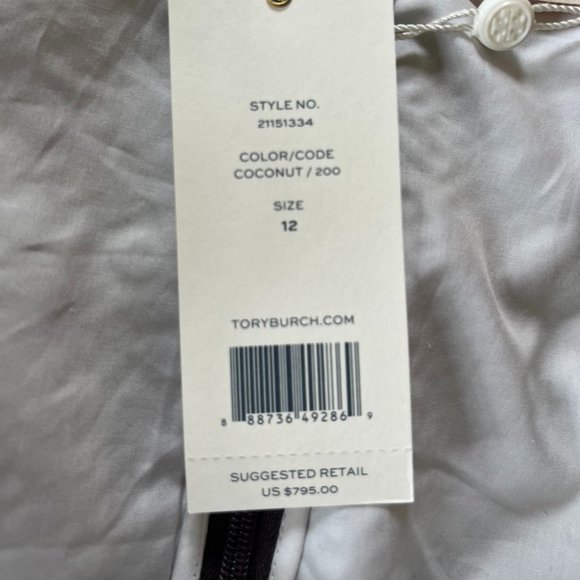 STYLE NO.
21151334
COLOR/CODE
COCONUT / 200
SIZE
12
TORYBURCH.COM
8 88736 49286 9
SUGGESTED RETAIL
US $795.00